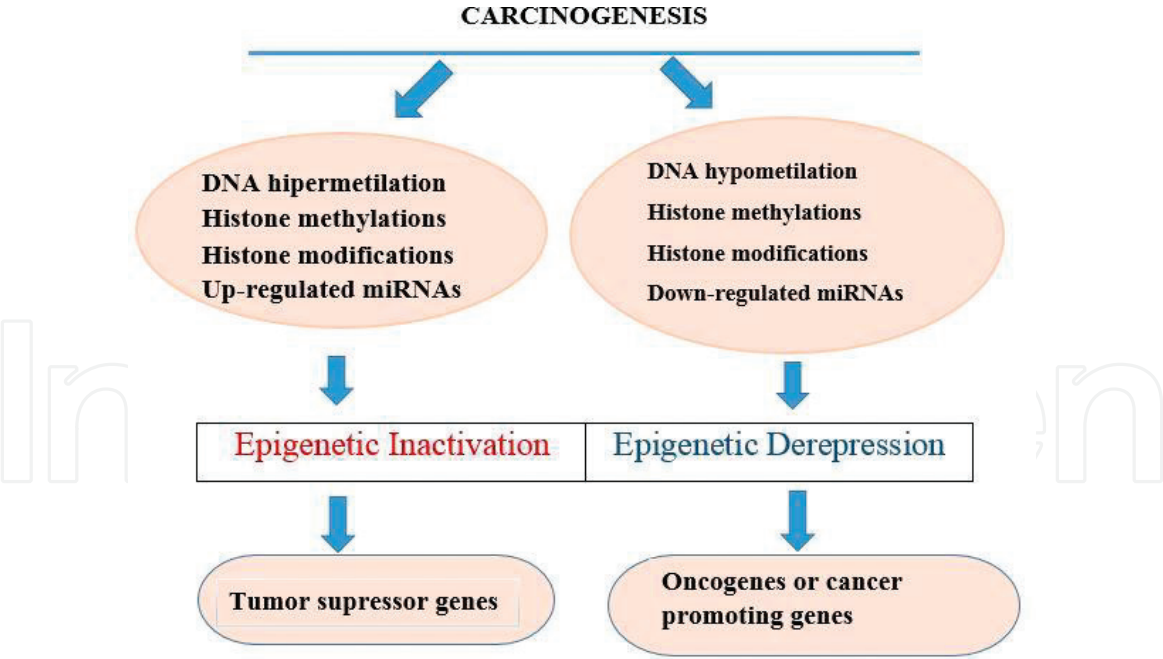 CARCINOGENESIS
DNA hipermetilation
Histone methylations
Histone modifications
Up-regulated miRNAs
DNA hypometilation
Histone methylations
Histone modifications
Down-regulated miRNAs
Epigenetic Inactivation
Epigenetic Derepression
Tumor supressor genes
Oncogenes or cancer
promoting genes